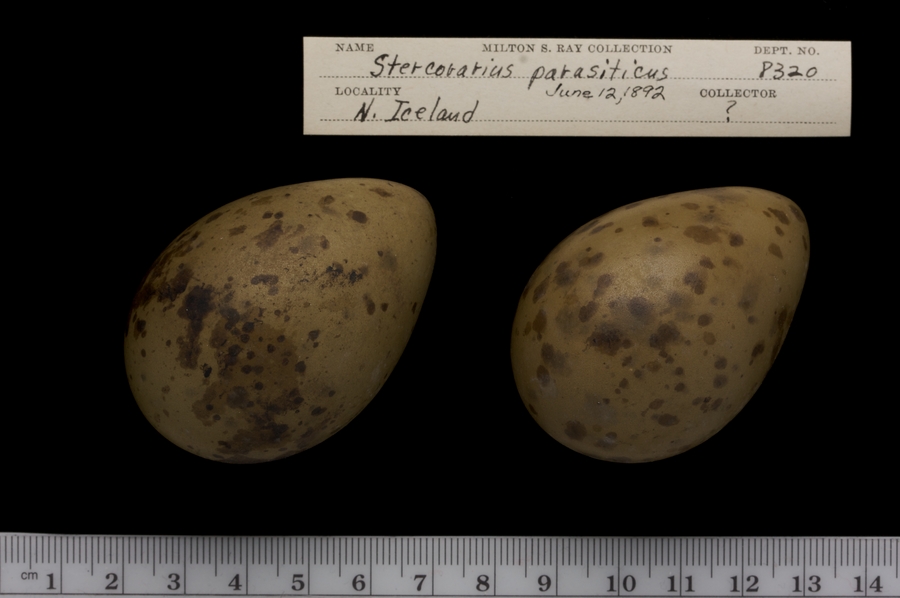 NAME MILTON S. RAY COLLECTION DEPT. NO.
Stercorarius parasiticus 8320
LOCALITY June 12, 1892 COLLECTOR
N. Iceland ?
cm 1 2 3 4 5 6 7 8 9 10 11 12 13 14